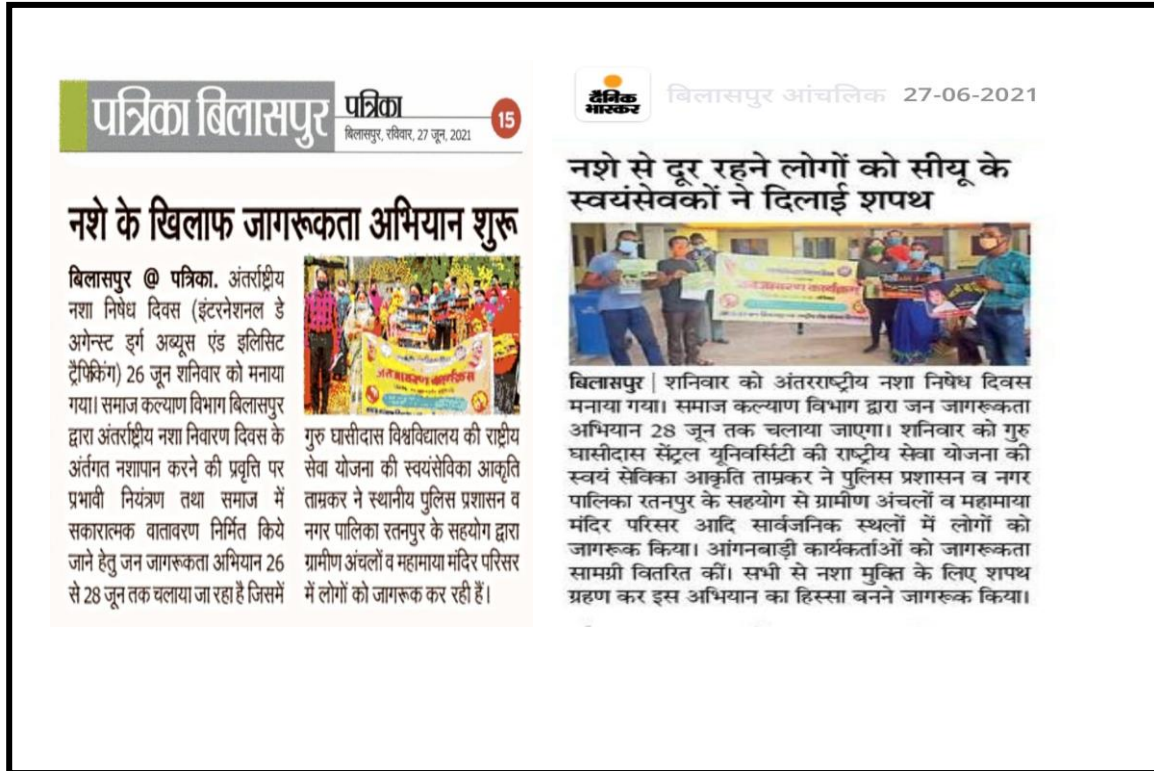 पत्रिका बिलासपुर
पत्रिका
बिलासपुर, रविवार, 27 जून, 2021
15
नशे के खिलाफ जागरूकता अभियान शुरू
बिलासपुर @ पत्रिका. अंतर्राष्ट्रीय
नशा निषेध दिवस (इंटरनेशनल डे
अगेन्स्ट ड्रग अब्यूस एंड इलिसिट
ट्रैफिकिंग) 26 जून शनिवार को मनाया
गया। समाज कल्याण विभाग बिलासपुर
द्वारा अंतर्राष्ट्रीय नशा निवारण दिवस के
अंर्तगत नशापान करने की प्रवृत्ति पर
प्रभावी नियंत्रण तथा समाज में
सकारात्मक वातावरण निर्मित किये
जाने हेतु जन जागरूकता अभियान 26
से 28 जून तक चलाया जा रहा है जिसमें
जनजागरण कार्यक्रम
गुरु घासीदास विश्वविद्यालय की राष्ट्रीय
सेवा योजना की स्वयंसेविका आकृति
ताम्रकर ने स्थानीय पुलिस प्रशासन व
नगर पालिका रतनपुर के सहयोग द्वारा
ग्रामीण अंचलों व महामाया मंदिर परिसर
में लोगों को जागरूक कर रही हैं।
दैनिक
भास्कर
बिलासपुर आंचलिक 27-06-2021
नशे से दूर रहने लोगों को सीयू के
स्वयंसेवकों ने दिलाई शपथ
जनजागरण कार्यक्रम
बिलासपुर | शनिवार को अंतरराष्ट्रीय नशा निषेध दिवस
मनाया गया। समाज कल्याण विभाग द्वारा जन जागरूकता
अभियान 28 जून तक चलाया जाएगा। शनिवार को गुरु
घासीदास सेंट्रल यूनिवर्सिटी की राष्ट्रीय सेवा योजना की
स्वयं सेविका आकृति ताम्रकर ने पुलिस प्रशासन व नगर
पालिका रतनपुर के सहयोग से ग्रामीण अंचलों व महामाया
मंदिर परिसर आदि सार्वजनिक स्थलों में लोगों को
जागरूक किया। आंगनबाड़ी कार्यकर्ताओं को जागरूकता
सामग्री वितरित कीं। सभी से नशा मुक्ति के लिए शपथ
ग्रहण कर इस अभियान का हिस्सा बनने जागरूक किया।